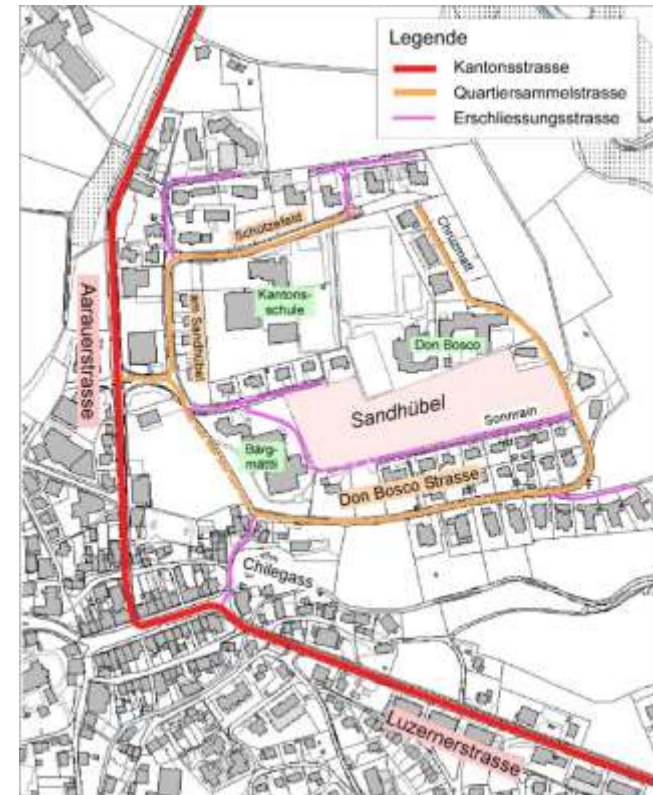 Legende
Kantonsstrasse
Quartiersammelstrasse
Erschliessungsstrasse
Schützefeld
Chrüzmatt
Aarauerstrasse
am Sandhübel
Kantons-
schule
Don Bosco
Sandhübel
Sonnrain
Bärg-
mättli
Don Bosco Strasse
Chilegass
Luzernerstrasse